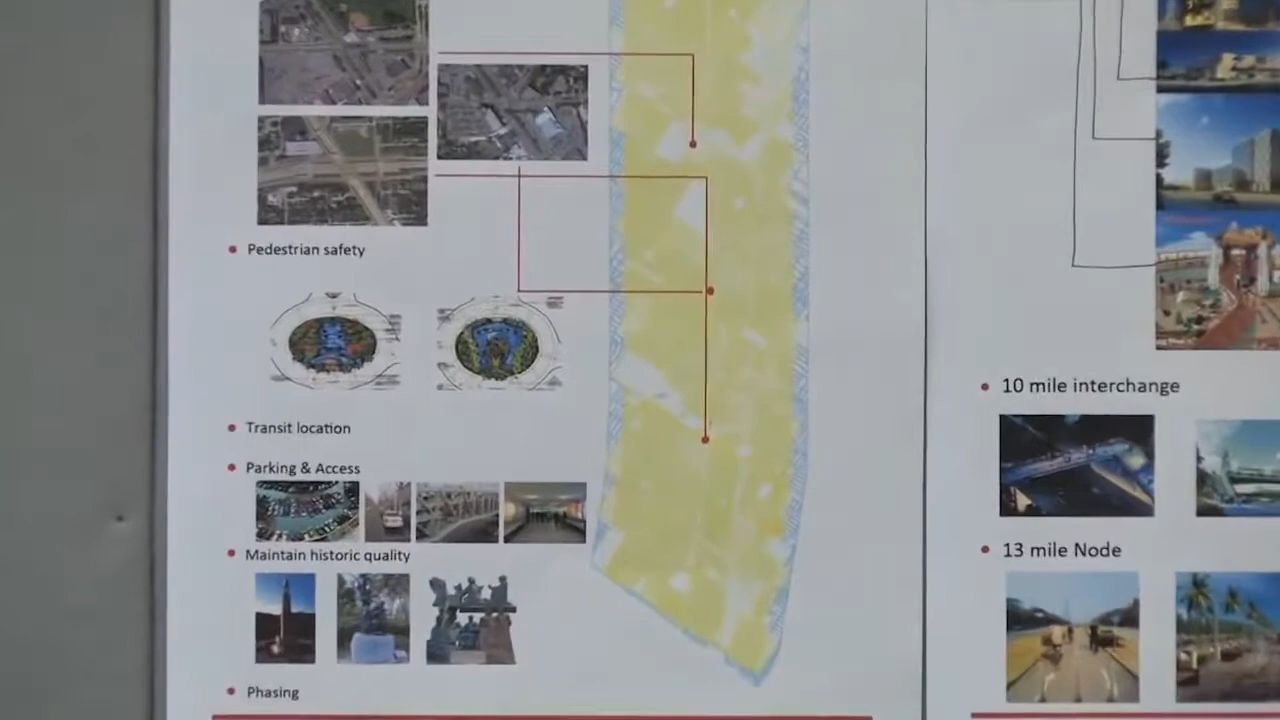 Pedestrian safety
Transit location
Parking & Access
Maintain historic quality
Phasing
10 mile interchange
13 mile Node